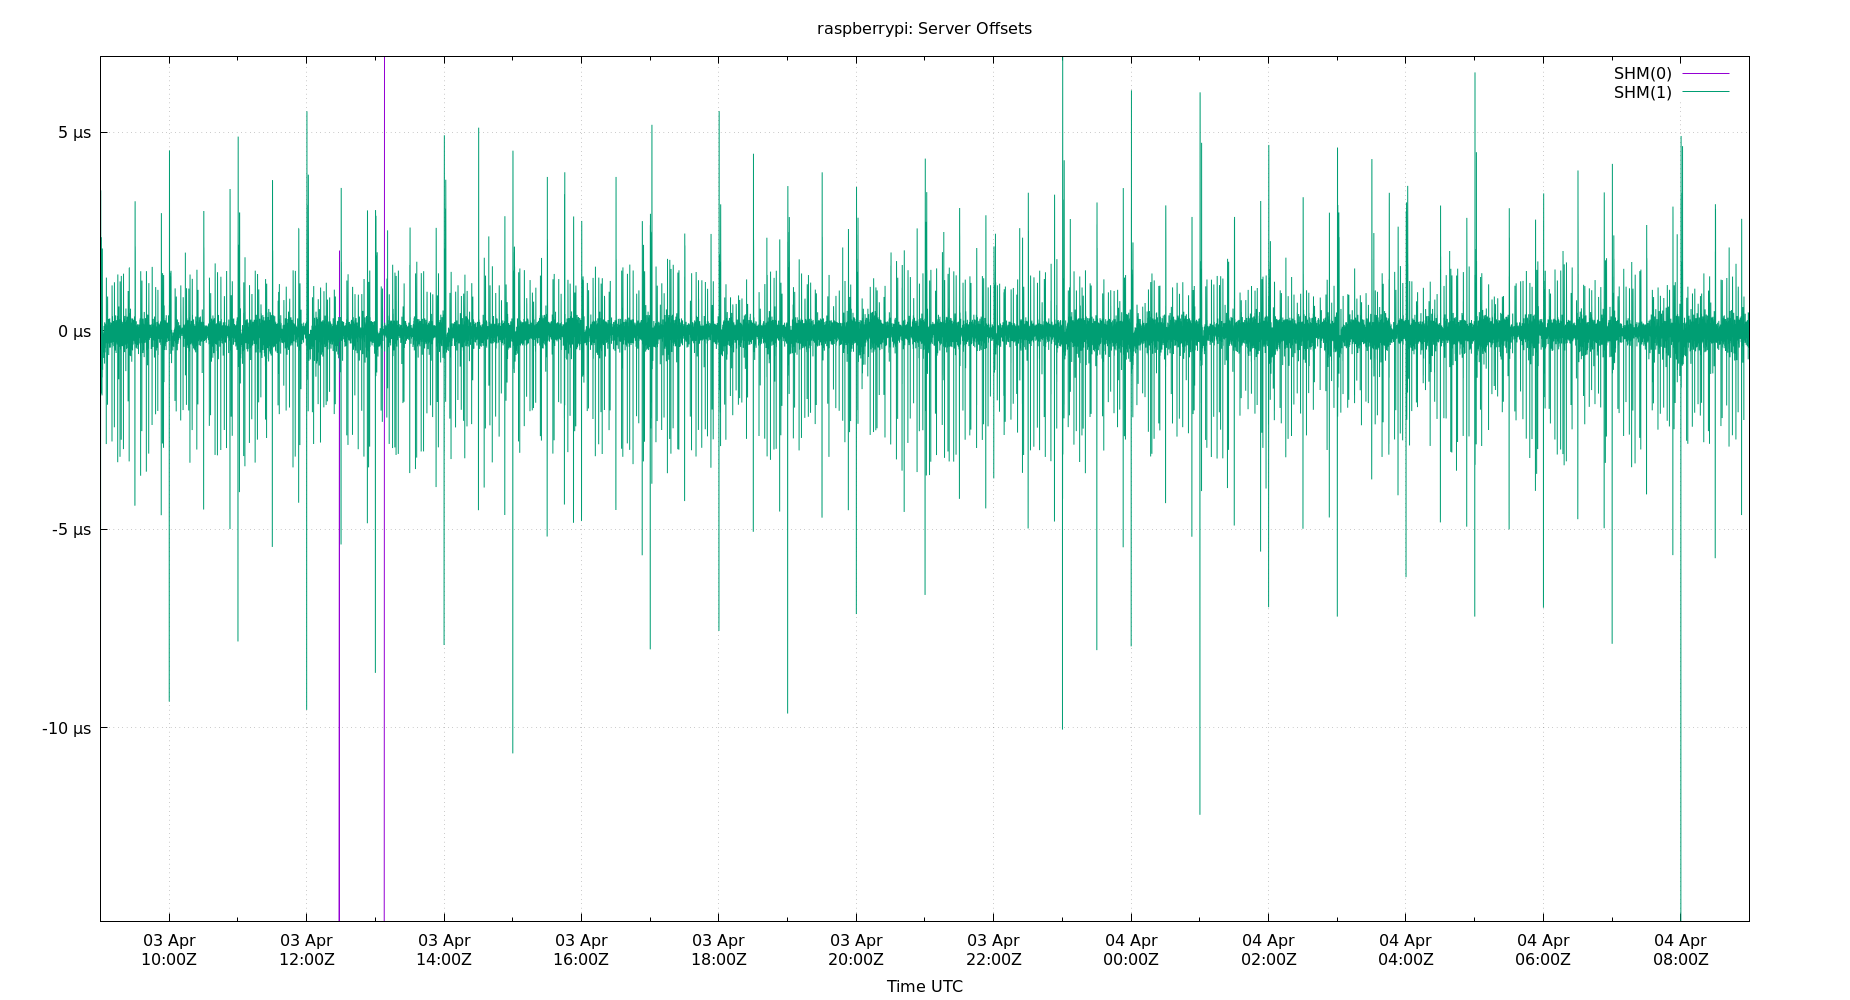 raspberrypi: Server Offsets
SHM(0)
SHM(1)
5 µs
0 µs
-5 µs
-10 µs
03 Apr 03 Apr 03 Apr 03 Apr 03 Apr 03 Apr 03 Apr 04 Apr 04 Apr 04 Apr 04 Apr 04 Apr
10:00Z 12:00Z 14:00Z 16:00Z 18:00Z 20:00Z 22:00Z 00:00Z 02:00Z 04:00Z 06:00Z 08:00Z
Time UTC